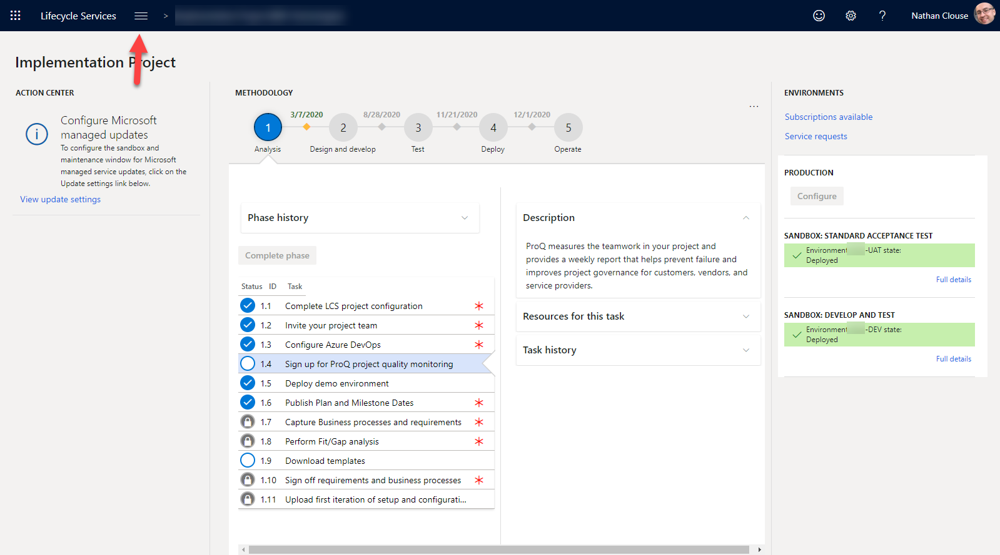 Lifecycle Services
>
?
Nathan Clouse
Implementation Project
ACTION CENTER
Configure Microsoft
managed updates
To configure the sandbox and
maintenance window for Microsoft
managed service updates, click on the
Update settings link below.
View update settings
METHODOLOGY
...
3/7/2020
8/28/2020
11/21/2020
12/1/2020
1
2
3
4
5
Analysis
Design and develop
Test
Deploy
Operate
Phase history
Complete phase
Status ID Task
1.1 Complete LCS project configuration
1.2 Invite your project team
1.3 Configure Azure DevOps
1.4 Sign up for ProQ project quality monitoring
1.5 Deploy demo environment
1.6 Publish Plan and Milestone Dates
1.7 Capture Business processes and requirements
1.8 Perform Fit/Gap analysis
1.9 Download templates
1.10 Sign off requirements and business processes
1.11 Upload first iteration of setup and configurati...
Description
ProQ measures the teamwork in your project and
provides a weekly report that helps prevent failure and
improves project governance for customers, vendors, and
service providers.
Resources for this task
Task history
ENVIRONMENTS
Subscriptions available
Service requests
PRODUCTION
Configure
SANDBOX: STANDARD ACCEPTANCE TEST
Environment -UAT state:
Deployed
Full details
SANDBOX: DEVELOP AND TEST
Environment -DEV state:
Deployed
Full details